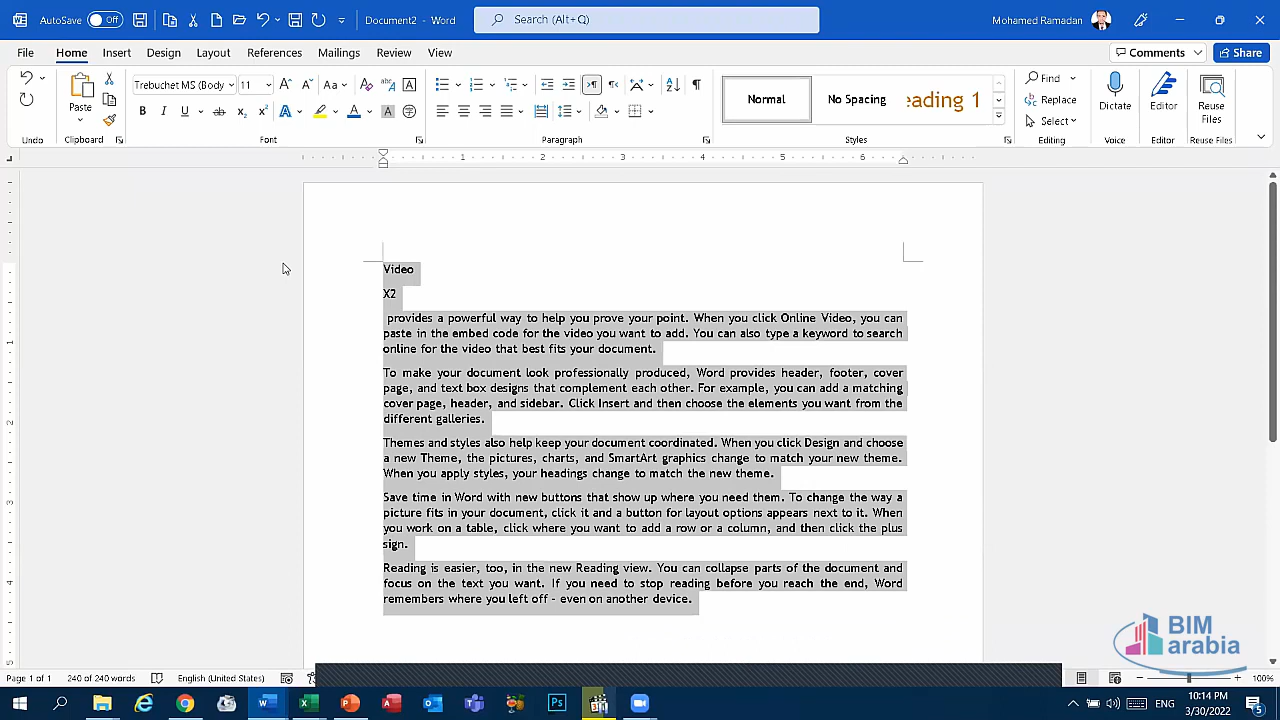 AutoSave Off
Document2 - Word
Search (Alt+Q)
Mohamed Ramadan
File Home Insert Design Layout References Mailings Review View
Comments Share
Trebuchet MS (Body 11
Paste
Normal
No Spacing
eading 1
Find
Replace
Select
Dictate
Editor
Reuse Files
Undo Clipboard Font Paragraph Styles Editing Voice Editor Reuse Files
1 2 3 4 5 6
Video
X2
provides a powerful way to help you prove your point. When you click Online Video, you can
paste in the embed code for the video you want to add. You can also type a keyword to search
online for the video that best fits your document.
To make your document look professionally produced, Word provides header, footer, cover
page, and text box designs that complement each other. For example, you can add a matching
cover page, header, and sidebar. Click Insert and then choose the elements you want from the
different galleries.
Themes and styles also help keep your document coordinated. When you click Design and choose
a new Theme, the pictures, charts, and SmartArt graphics change to match your new theme.
When you apply styles, your headings change to match the new theme.
Save time in Word with new buttons that show up where you need them. To change the way a
picture fits in your document, click it and a button for layout options appears next to it. When
you work on a table, click where you want to add a row or a column, and then click the plus
sign.
Reading is easier, too, in the new Reading view. You can collapse parts of the document and
focus on the text you want. If you need to stop reading before you reach the end, Word
remembers where you left off - even on another device.
BIM
arabia
Page 1 of 1 240 of 240 words English (United States) 100%
ENG
10:14 PM
3/30/2022
5